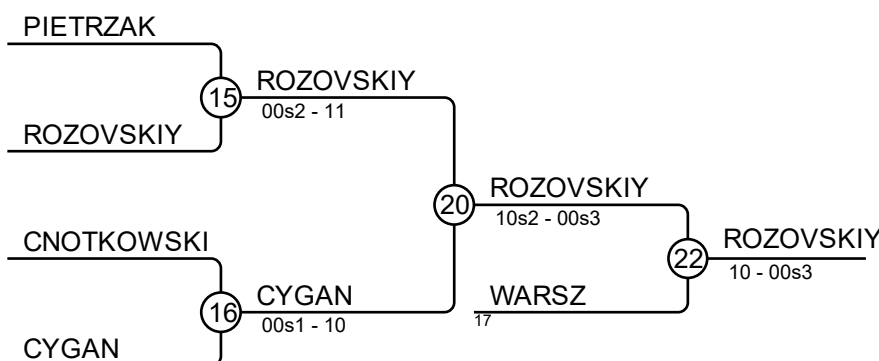 PIETRZAK
15
ROZOVSKIY
00s2 - 11
ROZOVSKIY
20
ROZOVSKIY
10s2 - 00s3
CNOTKOWSKI
22
ROZOVSKIY
10 - 00s3
16
CYGAN
00s1 - 10
WARSZ
17
CYGAN